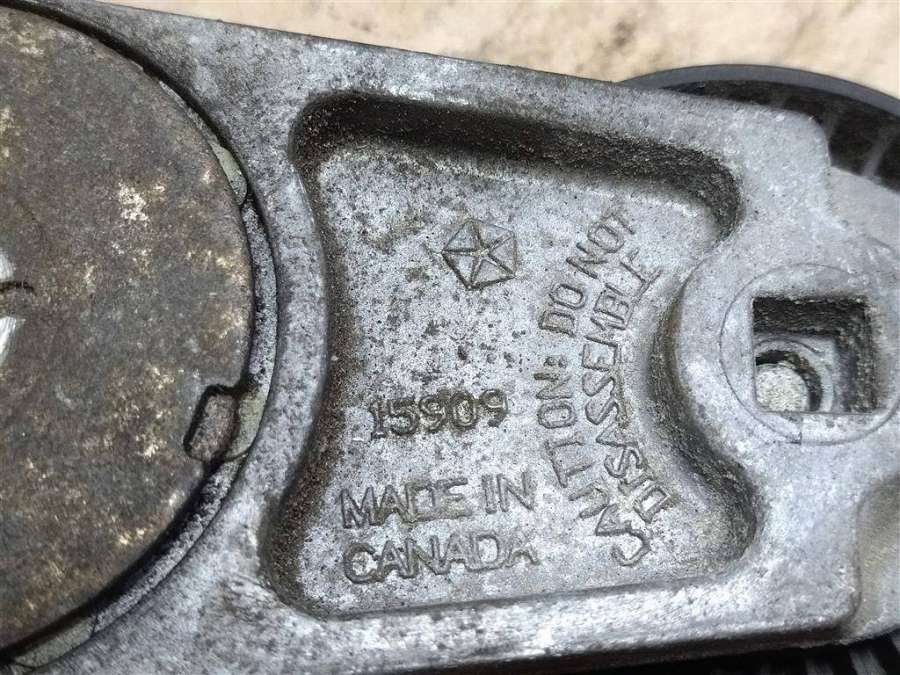 15909
MADE IN
CANADA
CAUTION: DO NOT
DISASSEMBLE